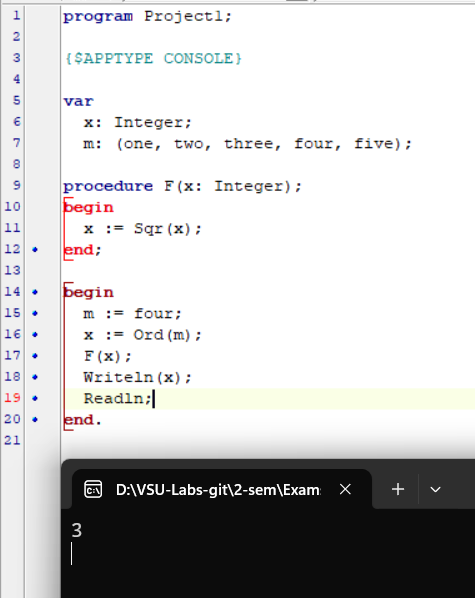 1 program Project1;
2
3 {$APPTYPE CONSOLE}
4
5 var
6 x: Integer;
7 m: (one, two, three, four, five);
8
9 procedure F(x: Integer);
10 begin
11 x := Sqr(x);
12 end;
13
14 begin
15 m := four;
16 x := Ord(m);
17 F(x);
18 Writeln(x);
19 Readln;
20 end.
21
D:\VSU-Labs-git\2-sem\Exam
3